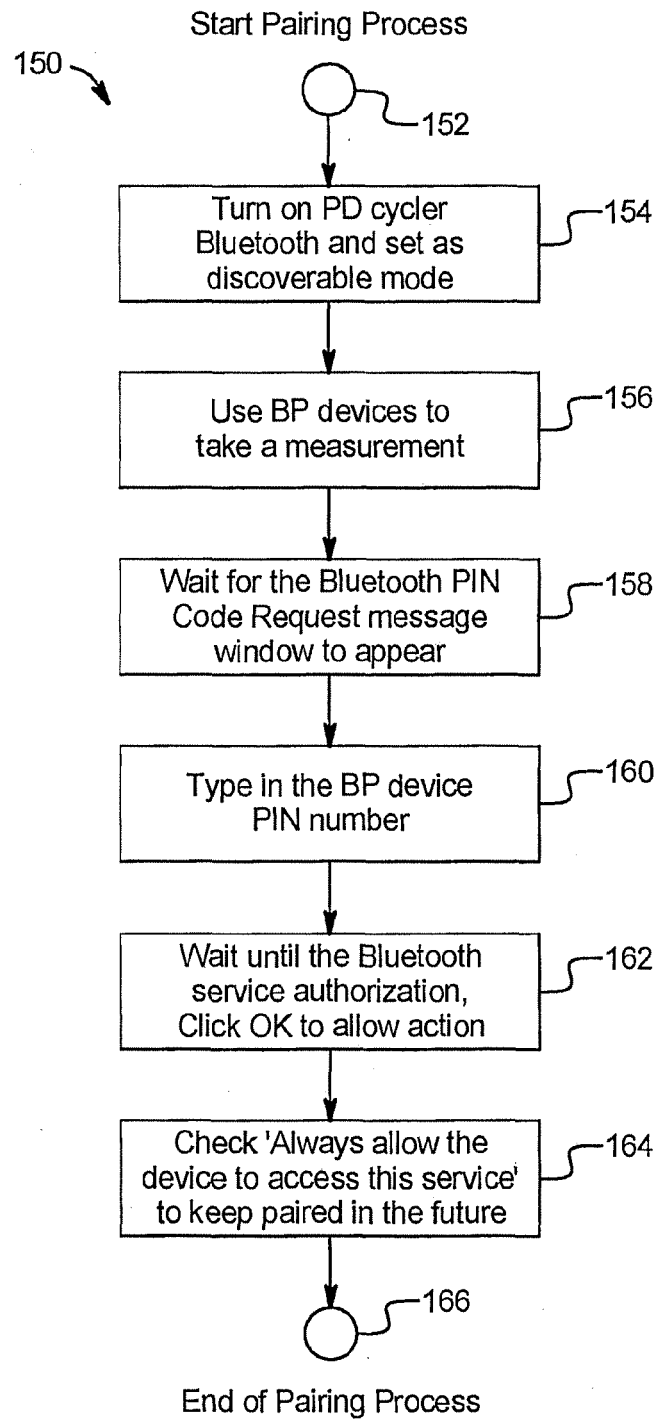 Start Pairing Process
150
152
Turn on PD cycler
Bluetooth and set as
discoverable mode
154
Use BP devices to
take a measurement
156
Wait for the Bluetooth PIN
Code Request message
window to appear
158
Type in the BP device
PIN number
160
Wait until the Bluetooth
service authorization,
Click OK to allow action
162
Check 'Always allow the
device to access this service'
to keep paired in the future
164
166
End of Pairing Process